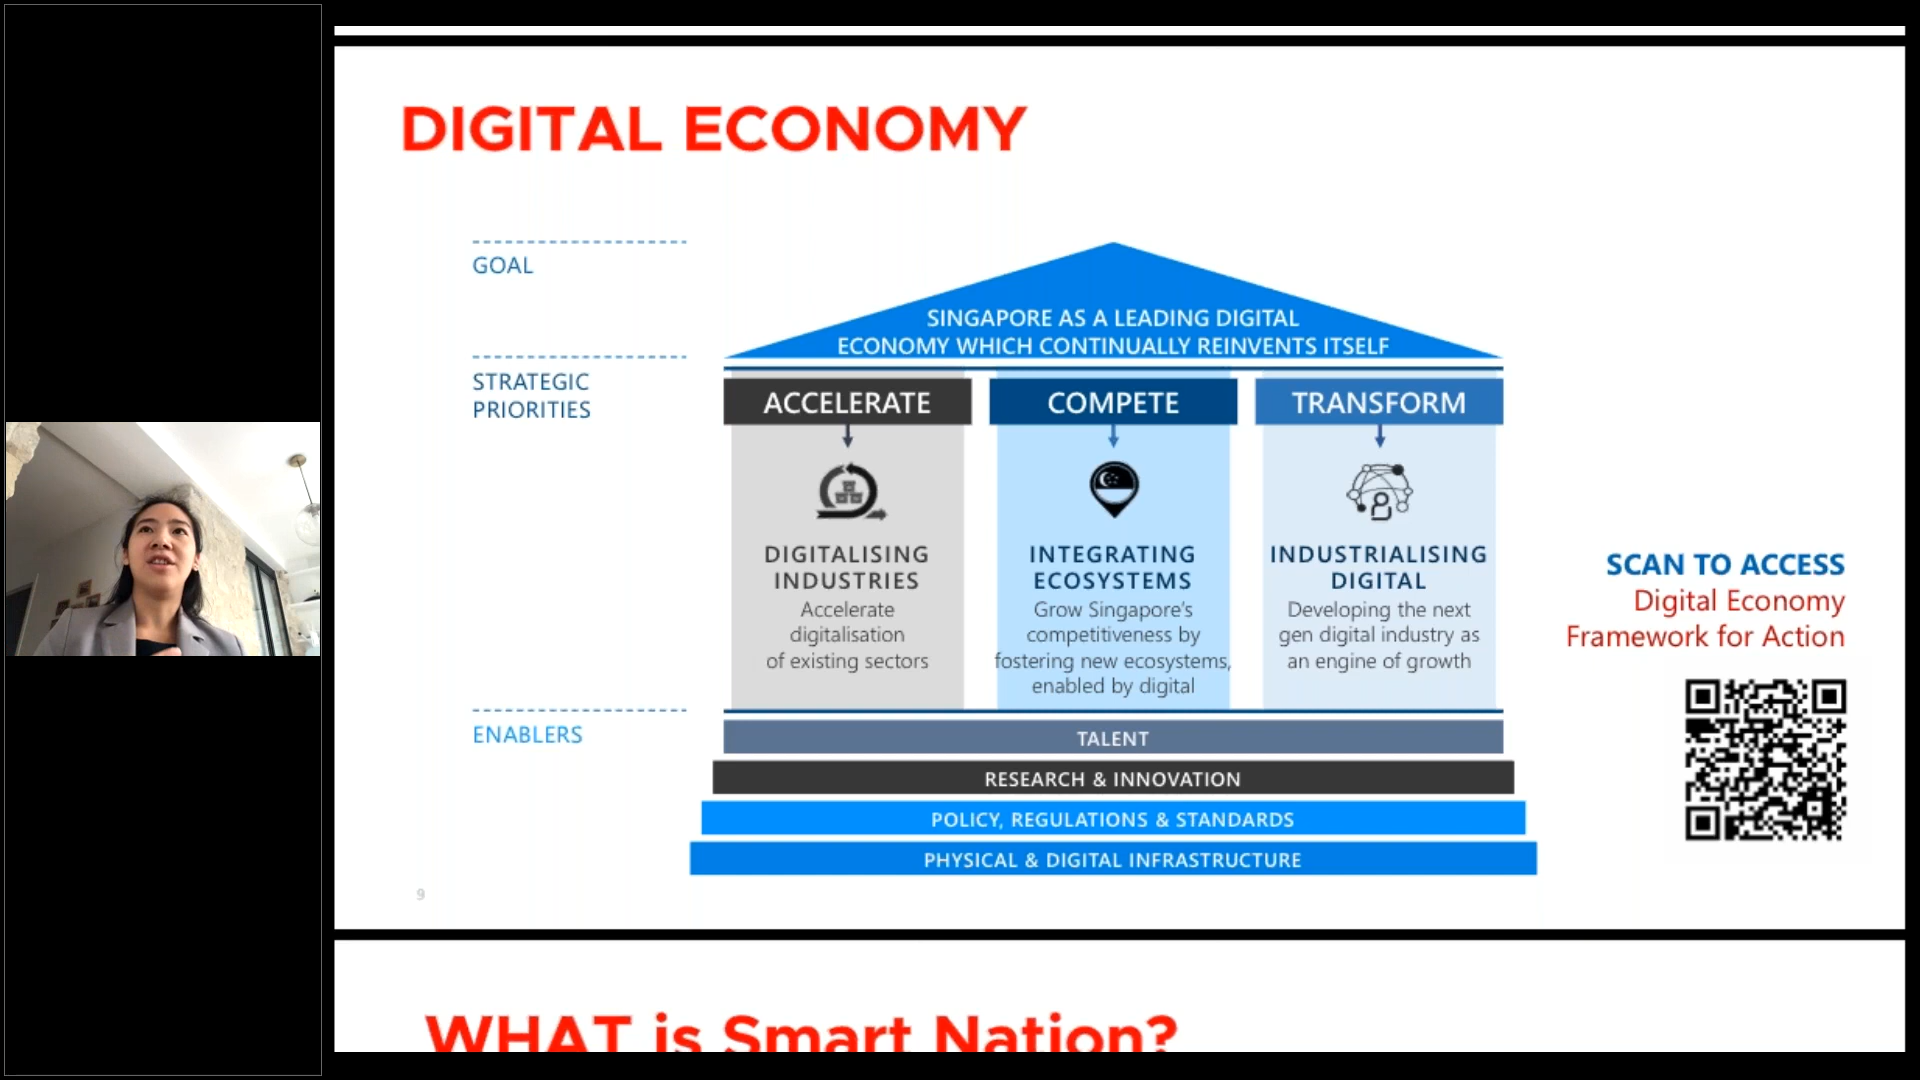 DIGITAL ECONOMY
GOAL
SINGAPORE AS A LEADING DIGITAL
ECONOMY WHICH CONTINUALLY REINVENTS ITSELF
STRATEGIC
PRIORITIES
ACCELERATE
COMPETE
TRANSFORM
DIGITALISING
INDUSTRIES
Accelerate
digitalisation
of existing sectors
INTEGRATING
ECOSYSTEMS
Grow Singapore's
competitiveness by
fostering new ecosystems,
enabled by digital
INDUSTRIALISING
DIGITAL
Developing the next
gen digital industry as
an engine of growth
SCAN TO ACCESS
Digital Economy
Framework for Action
ENABLERS
TALENT
RESEARCH & INNOVATION
POLICY, REGULATIONS & STANDARDS
PHYSICAL & DIGITAL INFRASTRUCTURE
9
WHAT is Smart Nation?